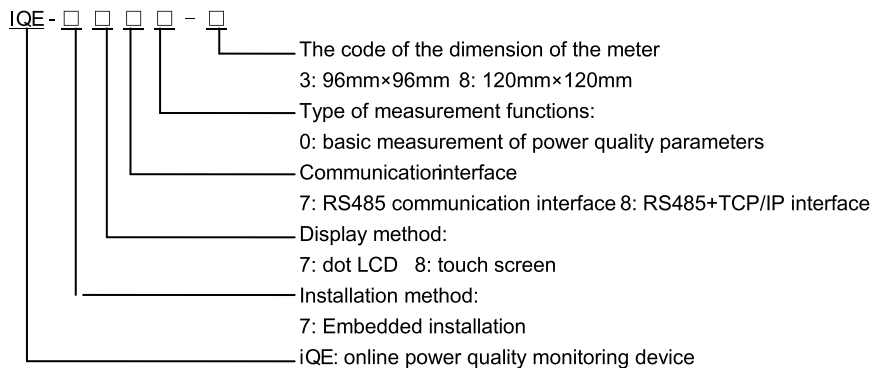 IQE-□ □ □ □ - □
The code of the dimension of the meter
3: 96mm×96mm 8: 120mm×120mm
Type of measurement functions:
0: basic measurement of power quality parameters
Communicationinterface
7: RS485 communication interface 8: RS485+TCP/IP interface
Display method:
7: dot LCD 8: touch screen
Installation method:
7: Embedded installation
iQE: online power quality monitoring device